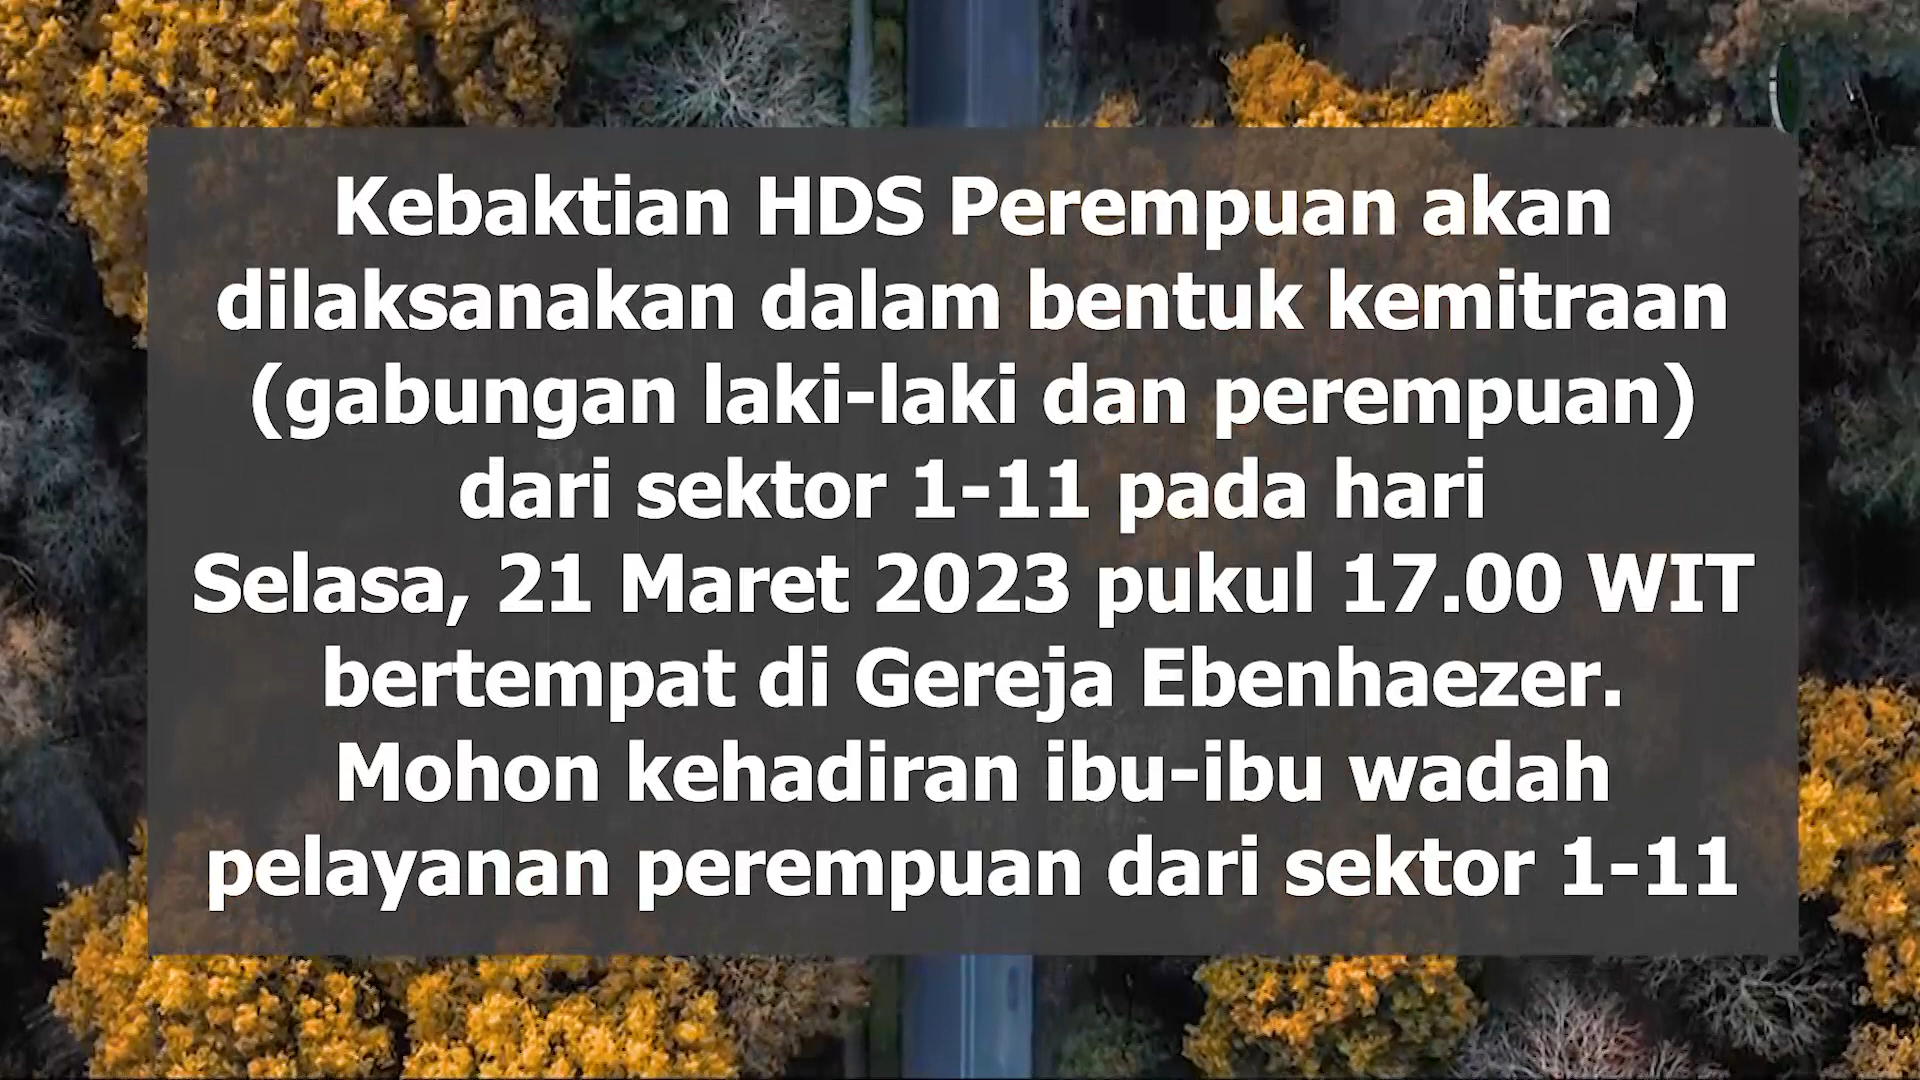 Kebaktian HDS Perempuan akan
dilaksanakan dalam bentuk kemitraan
(gabungan laki-laki dan perempuan)
dari sektor 1-11 pada hari
Selasa, 21 Maret 2023 pukul 17.00 WIT
bertempat di Gereja Ebenhaezer.
Mohon kehadiran ibu-ibu wadah
pelayanan perempuan dari sektor 1-11